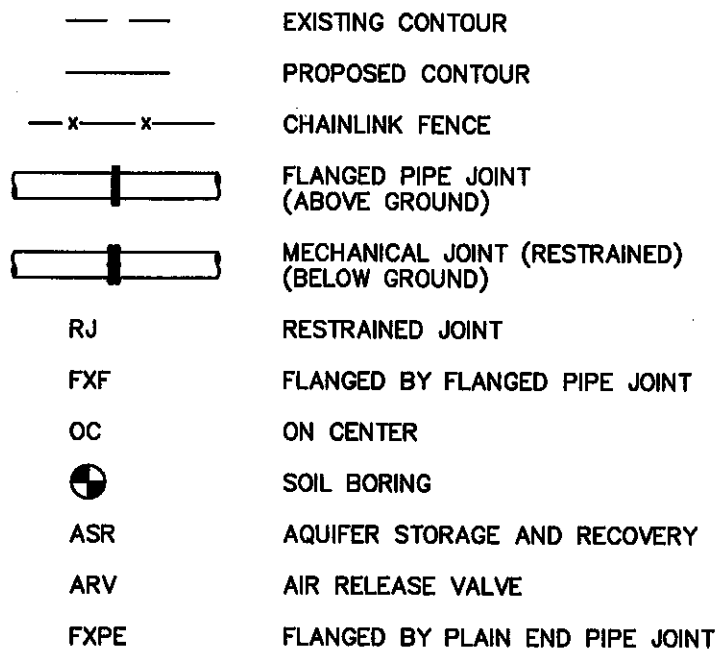 EXISTING CONTOUR
PROPOSED CONTOUR
x x CHAINLINK FENCE
FLANGED PIPE JOINT
(ABOVE GROUND)
MECHANICAL JOINT (RESTRAINED)
(BELOW GROUND)
RJ RESTRAINED JOINT
FXF FLANGED BY FLANGED PIPE JOINT
OC ON CENTER
SOIL BORING
ASR AQUIFER STORAGE AND RECOVERY
ARV AIR RELEASE VALVE
FXPE FLANGED BY PLAIN END PIPE JOINT